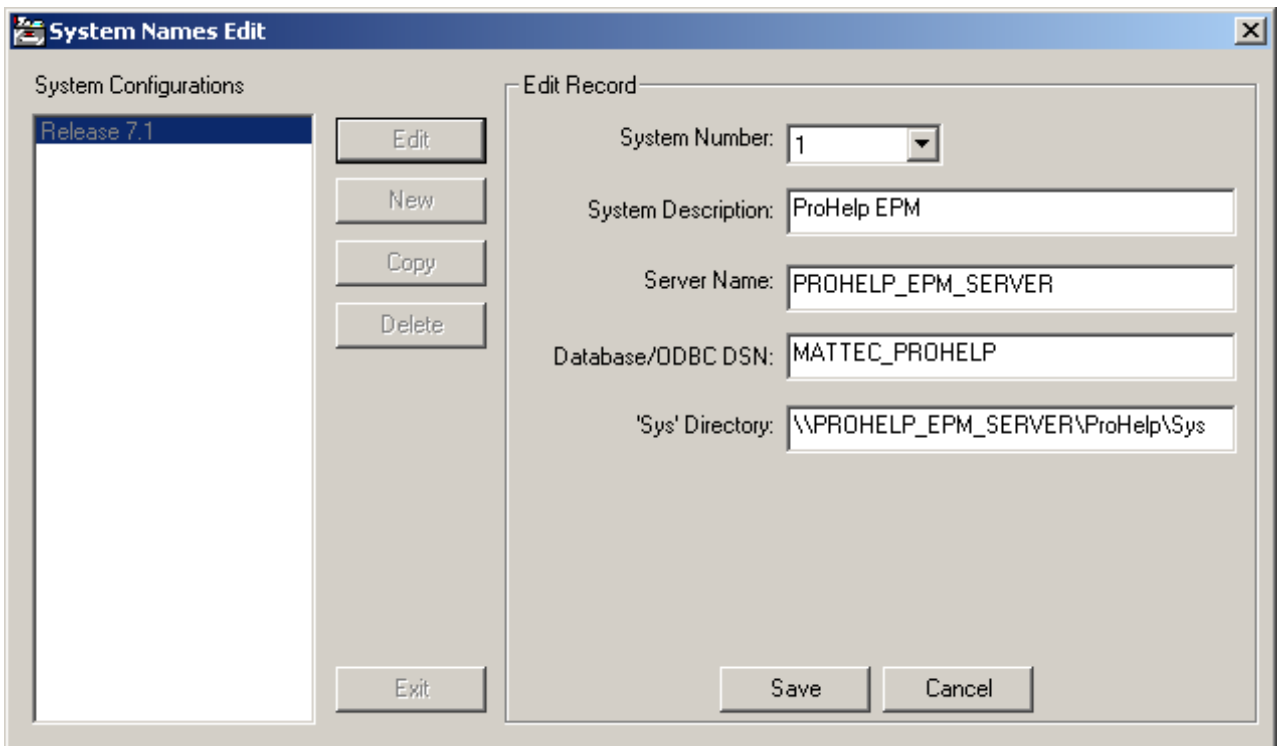 System Names Edit
System Configurations
Release 7.1
Edit
New
Copy
Delete
Exit
Edit Record
System Number: 1
System Description: ProHelp EPM
Server Name: PROHELP_EPM_SERVER
Database/ODBC DSN: MATTEC_PROHELP
'Sys' Directory: \\PROHELP_EPM_SERVER\ProHelp\Sys
Save Cancel